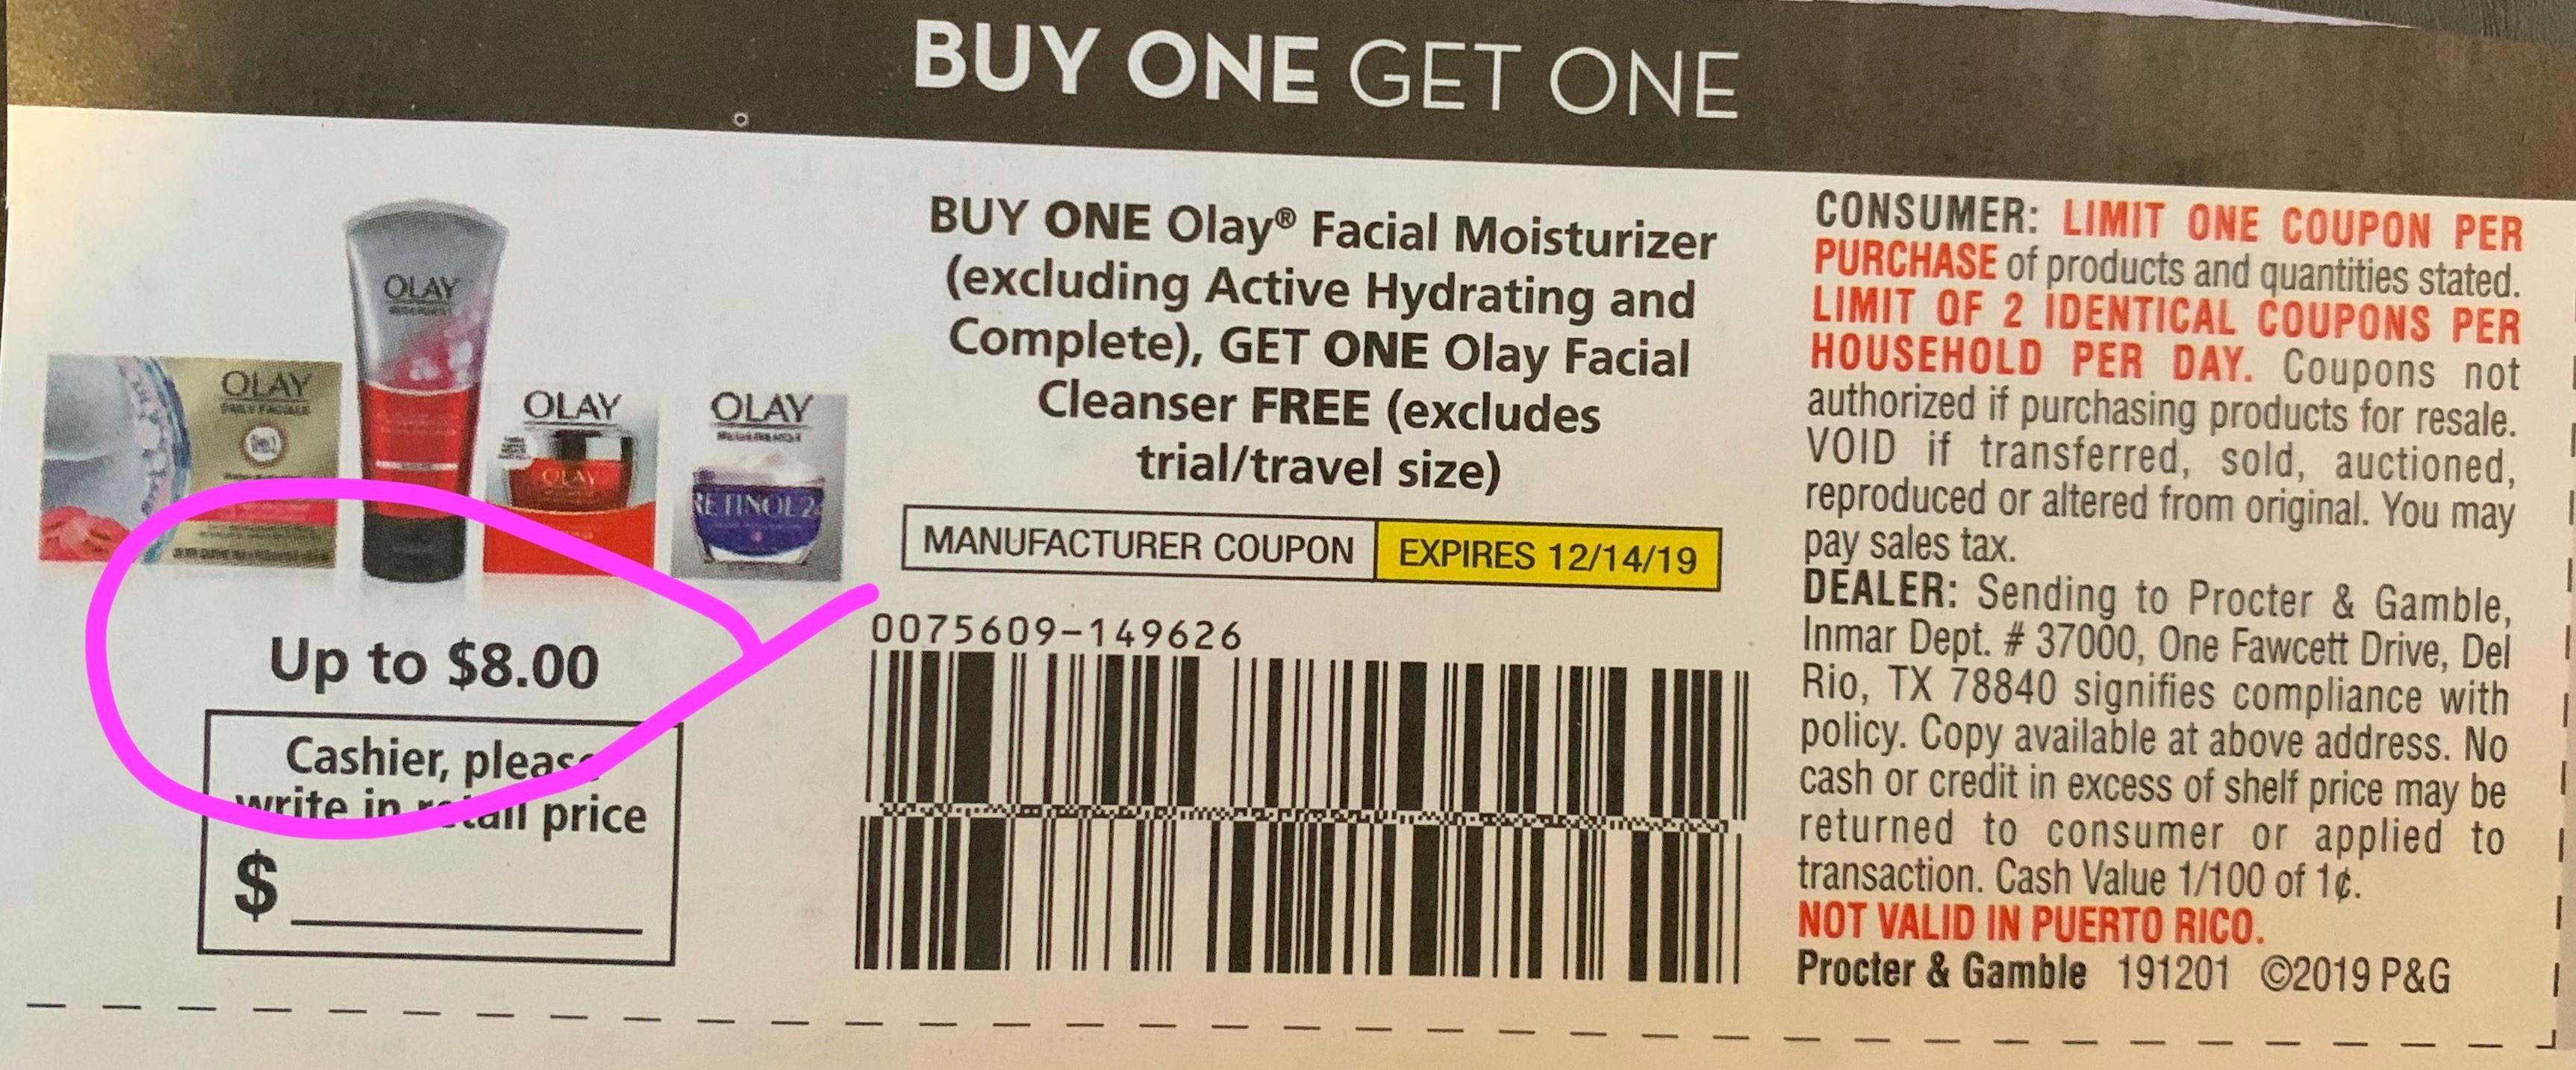 BUY ONE GET ONE
OLAY
DAILY FACIALS
OLAY
OLAY
OLAY
OLAY
RETINOL 24
Up to $8.00
Cashier, please
write in retail price
$
BUY ONE Olay® Facial Moisturizer
(excluding Active Hydrating and
Complete), GET ONE Olay Facial
Cleanser FREE (excludes
trial/travel size)
MANUFACTURER COUPON EXPIRES 12/14/19
0075609-149626
CONSUMER: LIMIT ONE COUPON PER
PURCHASE of products and quantities stated.
LIMIT OF 2 IDENTICAL COUPONS PER
HOUSEHOLD PER DAY. Coupons not
authorized if purchasing products for resale.
VOID if transferred, sold, auctioned,
reproduced or altered from original. You may
pay sales tax.
DEALER: Sending to Procter & Gamble,
Inmar Dept. # 37000, One Fawcett Drive, Del
Rio, TX 78840 signifies compliance with
policy. Copy available at above address. No
cash or credit in excess of shelf price may be
returned to consumer or applied to
transaction. Cash Value 1/100 of 1¢.
NOT VALID IN PUERTO RICO.
Procter & Gamble 191201 ©2019 P&G